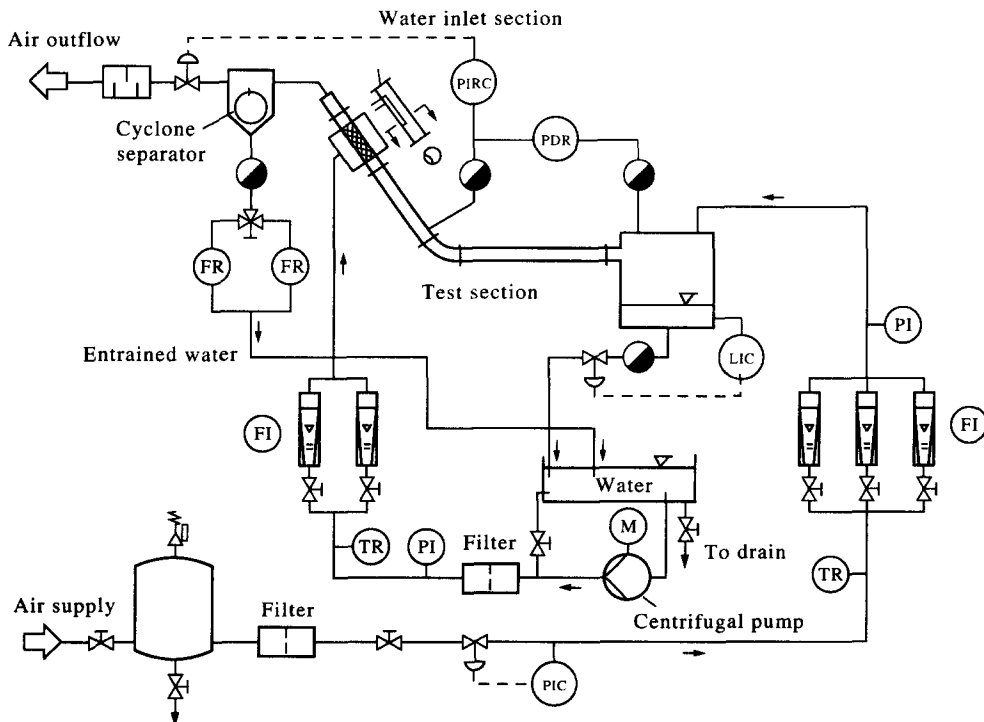 Water inlet section
Air outflow
PIRC
Cyclone
separator
PDR
FR
FR
Test section
PI
Entrained water
LIC
FI
FI
Water
M
Filter
To drain
TR
PI
TR
Air supply
Filter
Centrifugal pump
PIC